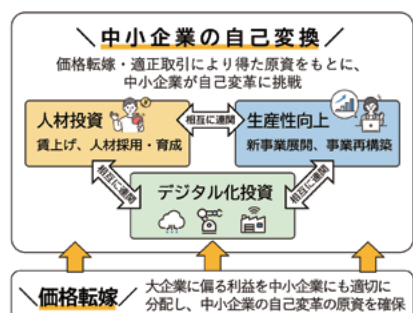 中小企業の自己変換
価格転嫁・適正取引により得た原資をもとに、
中小企業が自己変革に挑戦
人材投資
賃上げ、人材採用・育成
相互に連関
生産性向上
新事業展開、事業再構築
相互に連関
デジタル化投資
相互に連関
価格転嫁
大企業に偏る利益を中小企業にも適切に
分配し、中小企業の自己変革の原資を確保